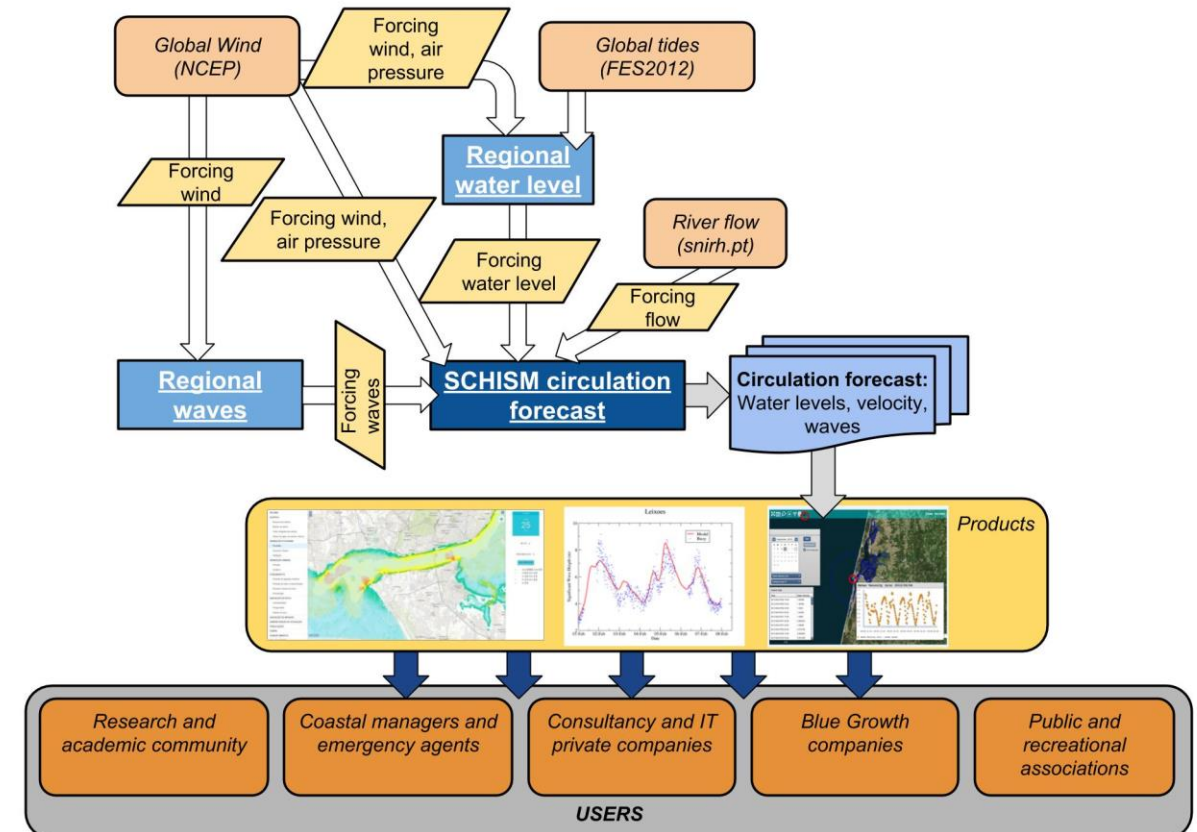 Global Wind
(NCEP)
Forcing
wind, air
pressure
Global tides
(FES2012)
Regional
water level
Forcing
wind
Forcing wind,
air pressure
River flow
(snirh.pt)
Forcing
water level
Forcing
flow
Regional
waves
Forcing
waves
SCHISM circulation
forecast
Circulation forecast:
Water levels, velocity,
waves
Products
25
Leixoes
Model
Buoy
Research and
academic community
Coastal managers and
emergency agents
Consultancy and IT
private companies
Blue Growth
companies
Public and
recreational
associations
USERS